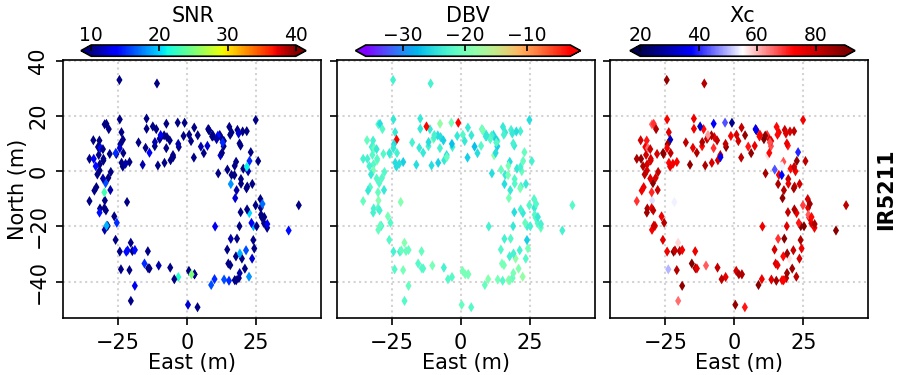 SNR DBV Xc
10 20 30 40 −30 −20 −10 20 40 60 80
40
20
0
−20
−40
North (m)
−25 0 25 −25 0 25 −25 0 25
East (m) East (m) East (m)
IR5211